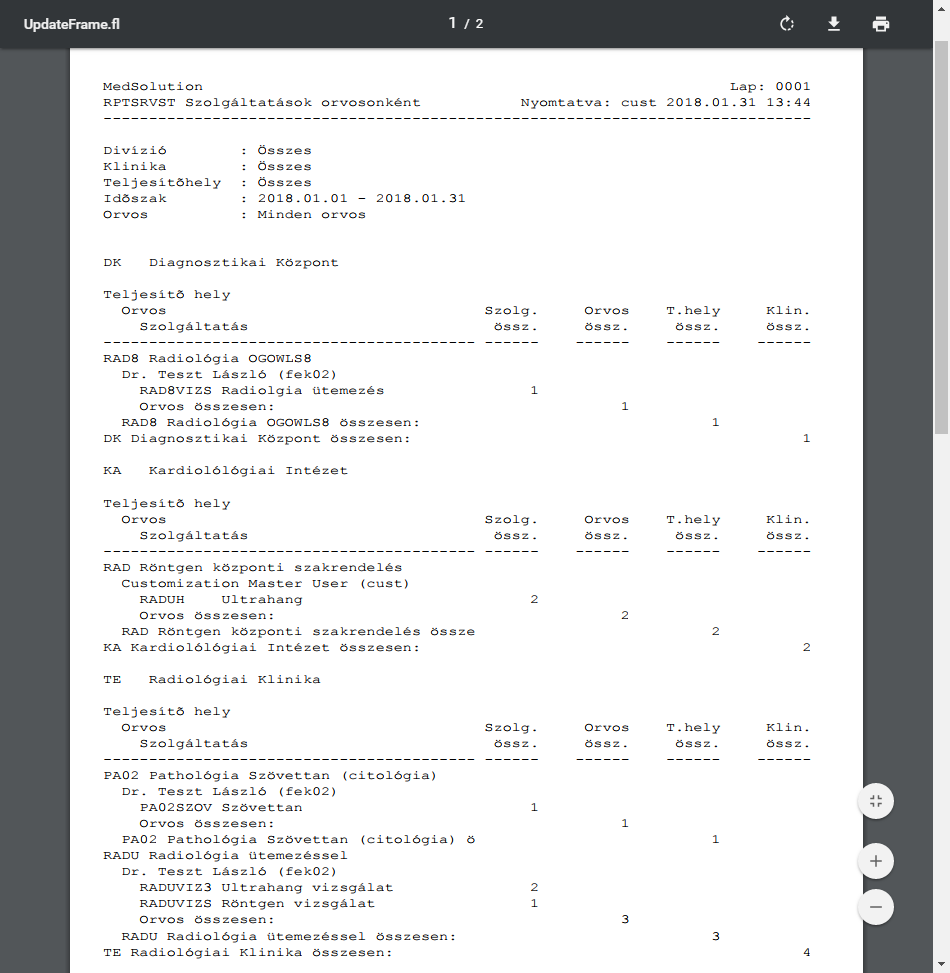 UpdateFrame.fl 1 / 2
MedSolution Lap: 0001
RPTSRVST Szolgáltatások orvosonként Nyomtatva: cust 2018.01.31 13:44
------------------------------------------------------------------------------
Divízió : Összes
Klinika : Összes
Teljesítõhely : Összes
Idõszak : 2018.01.01 - 2018.01.31
Orvos : Minden orvos
DK Diagnosztikai Központ
Teljesítõ hely
Orvos Szolg. Orvos T.hely Klin.
Szolgáltatás össz. össz. össz. össz.
----------------------------------------- ------ ------ ------ ------
RAD8 Radiológia OGOWLS8
Dr. Teszt László (fek02)
RAD8VIZS Radiolgia ütemezés 1
Orvos összesen: 1
RAD8 Radiológia OGOWLS8 összesen: 1
DK Diagnosztikai Központ összesen: 1
KA Kardiolólógiai Intézet
Teljesítõ hely
Orvos Szolg. Orvos T.hely Klin.
Szolgáltatás össz. össz. össz. össz.
----------------------------------------- ------ ------ ------ ------
RAD Röntgen központi szakrendelés
Customization Master User (cust)
RADUH Ultrahang 2
Orvos összesen: 2
RAD Röntgen központi szakrendelés össze 2
KA Kardiolólógiai Intézet összesen: 2
TE Radiológiai Klinika
Teljesítõ hely
Orvos Szolg. Orvos T.hely Klin.
Szolgáltatás össz. össz. össz. össz.
----------------------------------------- ------ ------ ------ ------
PA02 Pathológia Szövettan (citológia)
Dr. Teszt László (fek02)
PA02SZOV Szövettan 1
Orvos összesen: 1
PA02 Pathológia Szövettan (citológia) ö 1
RADU Radiológia ütemezéssel
Dr. Teszt László (fek02)
RADUVIZ3 Ultrahang vizsgálat 2
RADUVIZS Röntgen vizsgálat 1
Orvos összesen: 3
RADU Radiológia ütemezéssel összesen: 3
TE Radiológiai Klinika összesen: 4